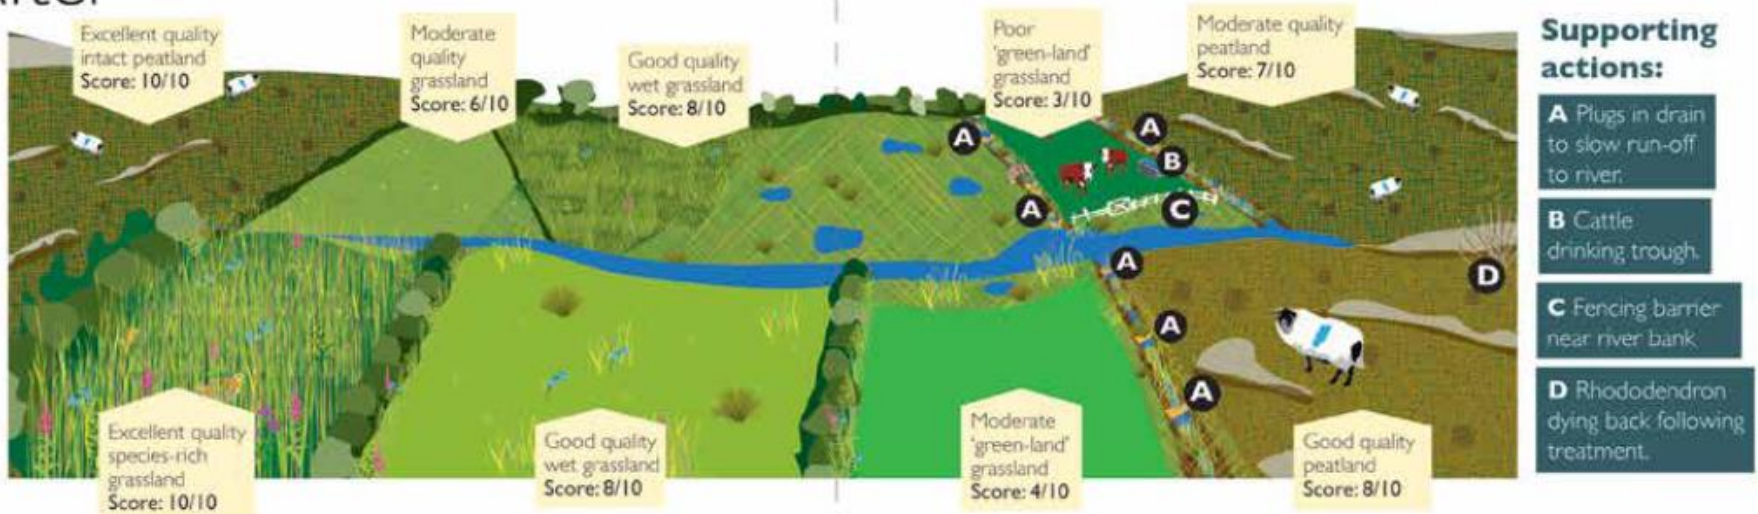 Excellent quality
intact peatland
Score: 10/10
Moderate
quality
grassland
Score: 6/10
Good quality
wet grassland
Score: 8/10
Poor
'green-land'
grassland
Score: 3/10
Moderate quality
peatland
Score: 7/10
A
A
B
A
C
A
D
A
A
Excellent quality
species-rich
grassland
Score: 10/10
Good quality
wet grassland
Score: 8/10
Moderate
'green-land'
grassland
Score: 4/10
Good quality
peatland
Score: 8/10
Supporting
actions:
A Plugs in drain
to slow run-off
to river.
B Cattle
drinking trough.
C Fencing barrier
near river bank
D Rhododendron
dying back following
treatment.